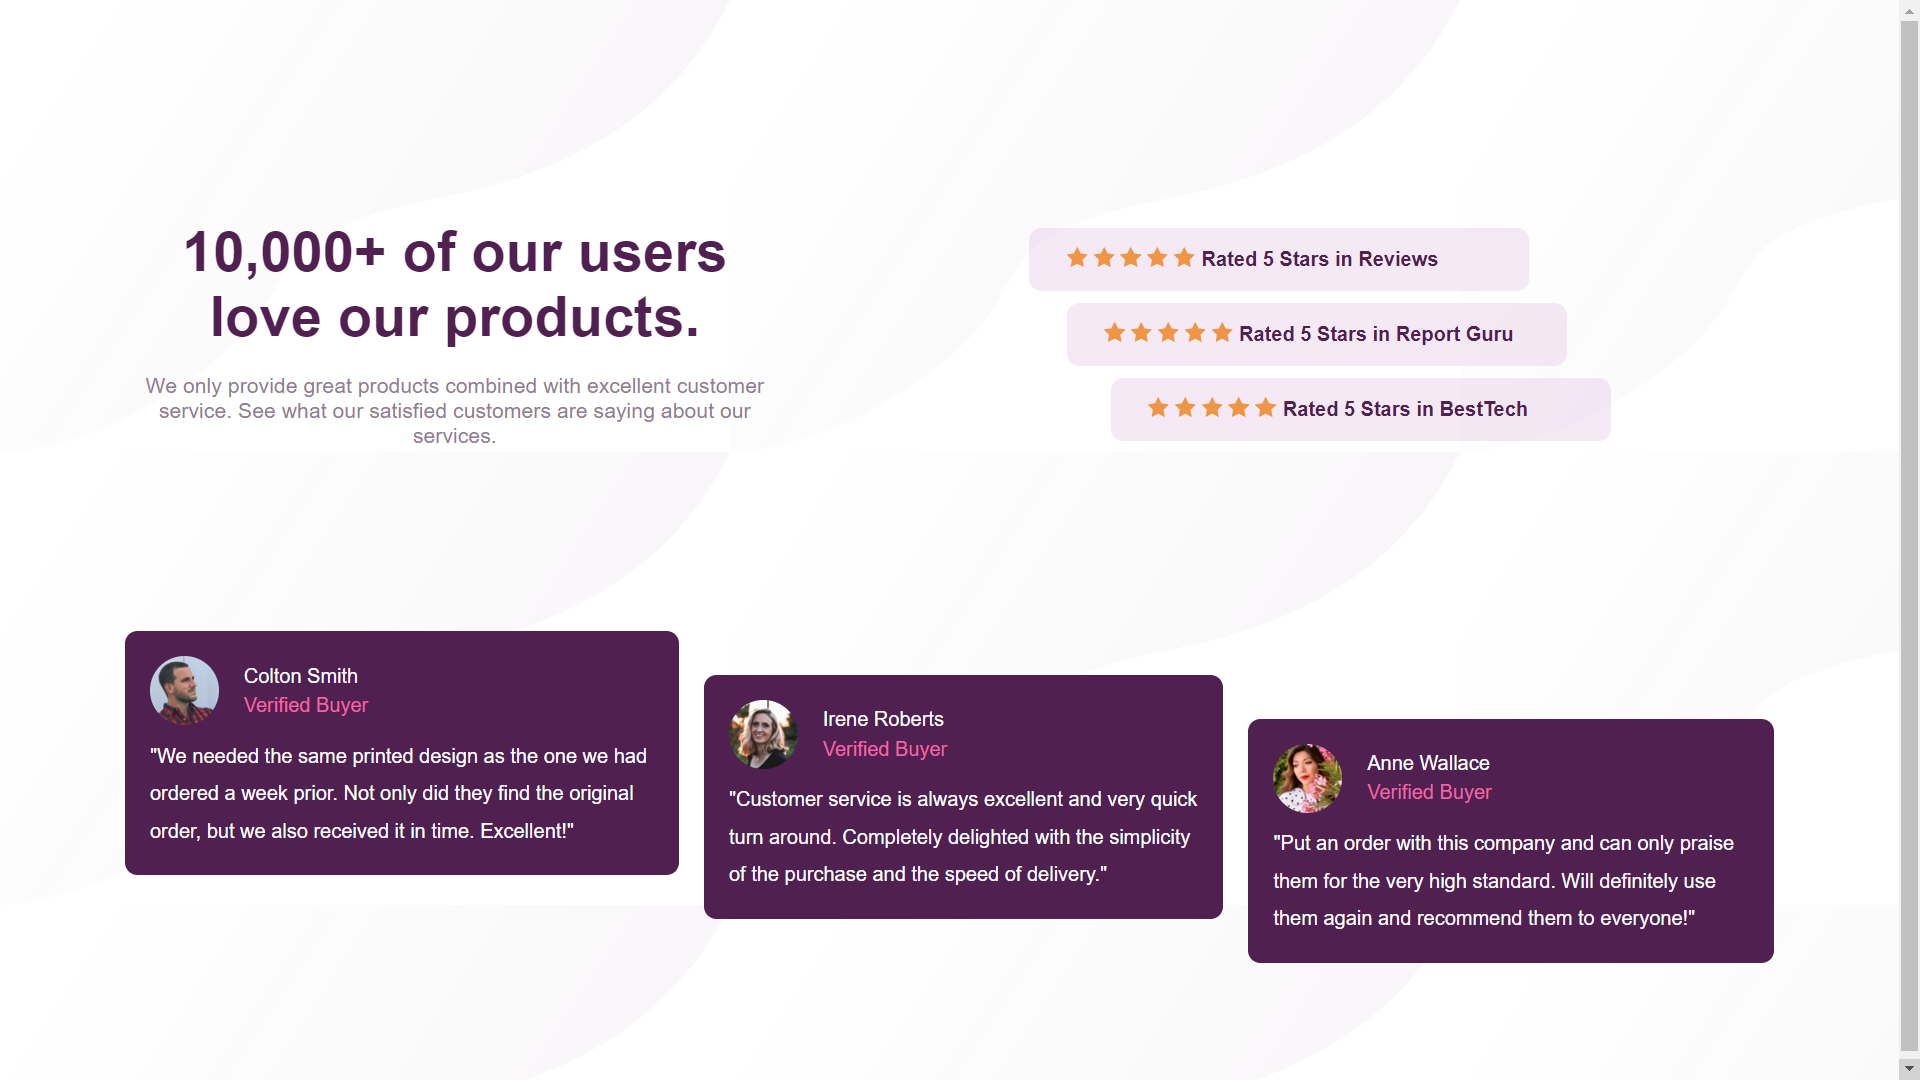 10,000+ of our users
love our products.
We only provide great products combined with excellent customer
service. See what our satisfied customers are saying about our
services.
Rated 5 Stars in Reviews
Rated 5 Stars in Report Guru
Rated 5 Stars in BestTech
Colton Smith
Verified Buyer
"We needed the same printed design as the one we had
ordered a week prior. Not only did they find the original
order, but we also received it in time. Excellent!"
Irene Roberts
Verified Buyer
"Customer service is always excellent and very quick
turn around. Completely delighted with the simplicity
of the purchase and the speed of delivery."
Anne Wallace
Verified Buyer
"Put an order with this company and can only praise
them for the very high standard. Will definitely use
them again and recommend them to everyone!"